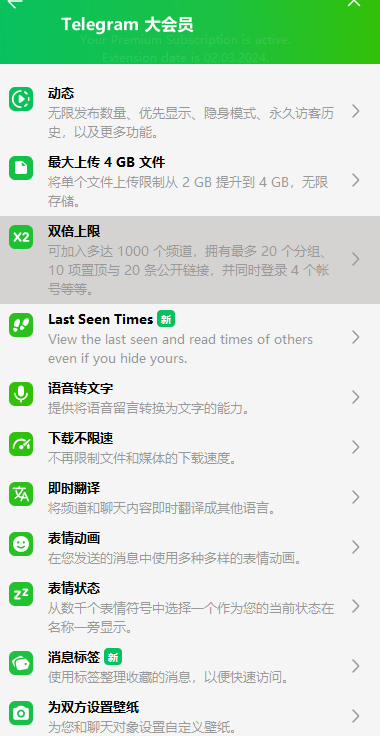 Telegram 大会员
Your Premium Subscription is active.
Extension date is 02.03.2024.
动态
无限发布数量、优先显示、隐身模式、永久访客历
史，以及更多功能。
最大上传 4 GB 文件
将单个文件上传限制从 2 GB 提升到 4 GB，无限
存储。
X2
双倍上限
可加入多达 1000 个频道，拥有最多 20 个分组、
10 项置顶与 20 条公开链接，并同时登录 4 个帐
号等等。
Last Seen Times 新
View the last seen and read times of others
even if you hide yours.
语音转文字
提供将语音留言转换为文字的能力。
下载不限速
不再限制文件和媒体的下载速度。
即时翻译
将频道和聊天内容即时翻译成其他语言。
表情动画
在您发送的消息中使用多种多样的表情动画。
zz
表情状态
从数千个表情符号中选择一个作为您的当前状态在
名称一旁显示。
消息标签 新
使用标签整理收藏的消息，以便快速访问。
为双方设置壁纸
为您和聊天对象设置自定义壁纸。